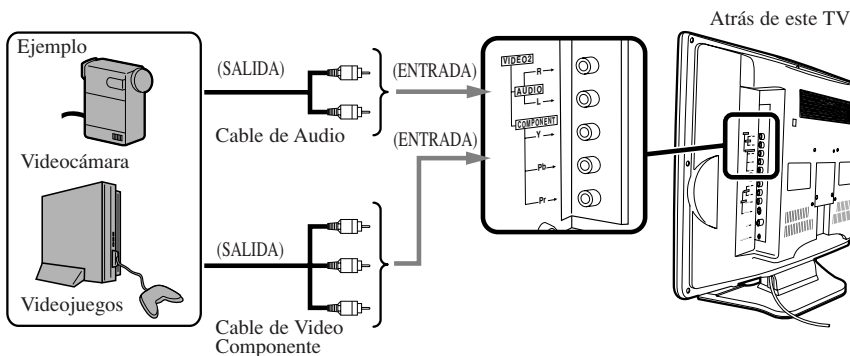 Atrás de este TV
Ejemplo
(SALIDA)
(ENTRADA)
VIDEO2
R
AUDIO
L
COMPONENT
Y
Pb
Pr
Cable de Audio
(ENTRADA)
Videocámara
(SALIDA)
Videojuegos
Cable de Video
Componente